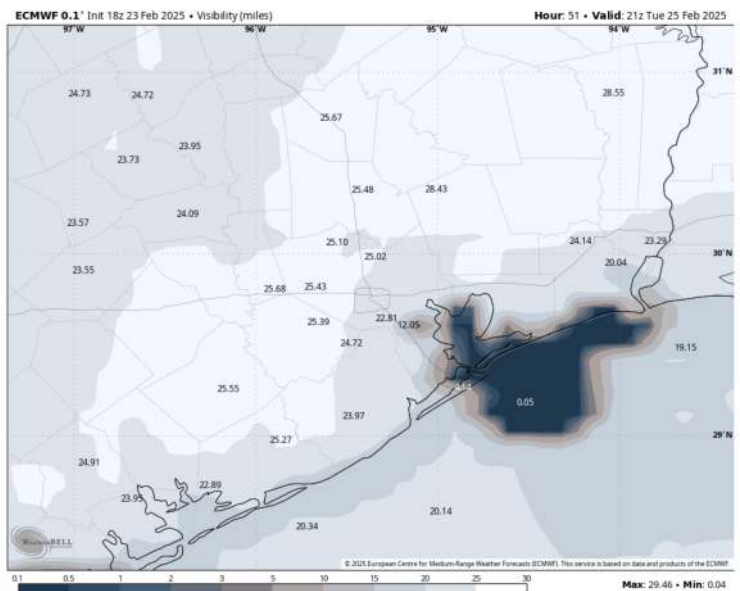 ECMWF 0.1° Init 18z 23 Feb 2025 • Visibility (miles)
Hour: 51 • Valid: 21z Tue 25 Feb 2025
97°W 96°W 95°W 94°W
31°N
24.73 24.72 28.55
25.67
23.95
23.73
25.48 28.43
24.09
23.57
25.10 24.14 23.29
25.02 30°N
23.55 20.04
25.68 25.43
25.39 22.81 12.05
24.72 19.15
25.55
0.05
23.97
25.27 29°N
24.91
22.89
23.95
20.14
20.34
WeatherBELL
© 2025 European Centre for Medium-Range Weather Forecasts (ECMWF). This service is based on data and products of the ECMWF.
0.1 0.5 1 2 3 5 10 15 20 25 30
Max: 29.46 • Min: 0.04